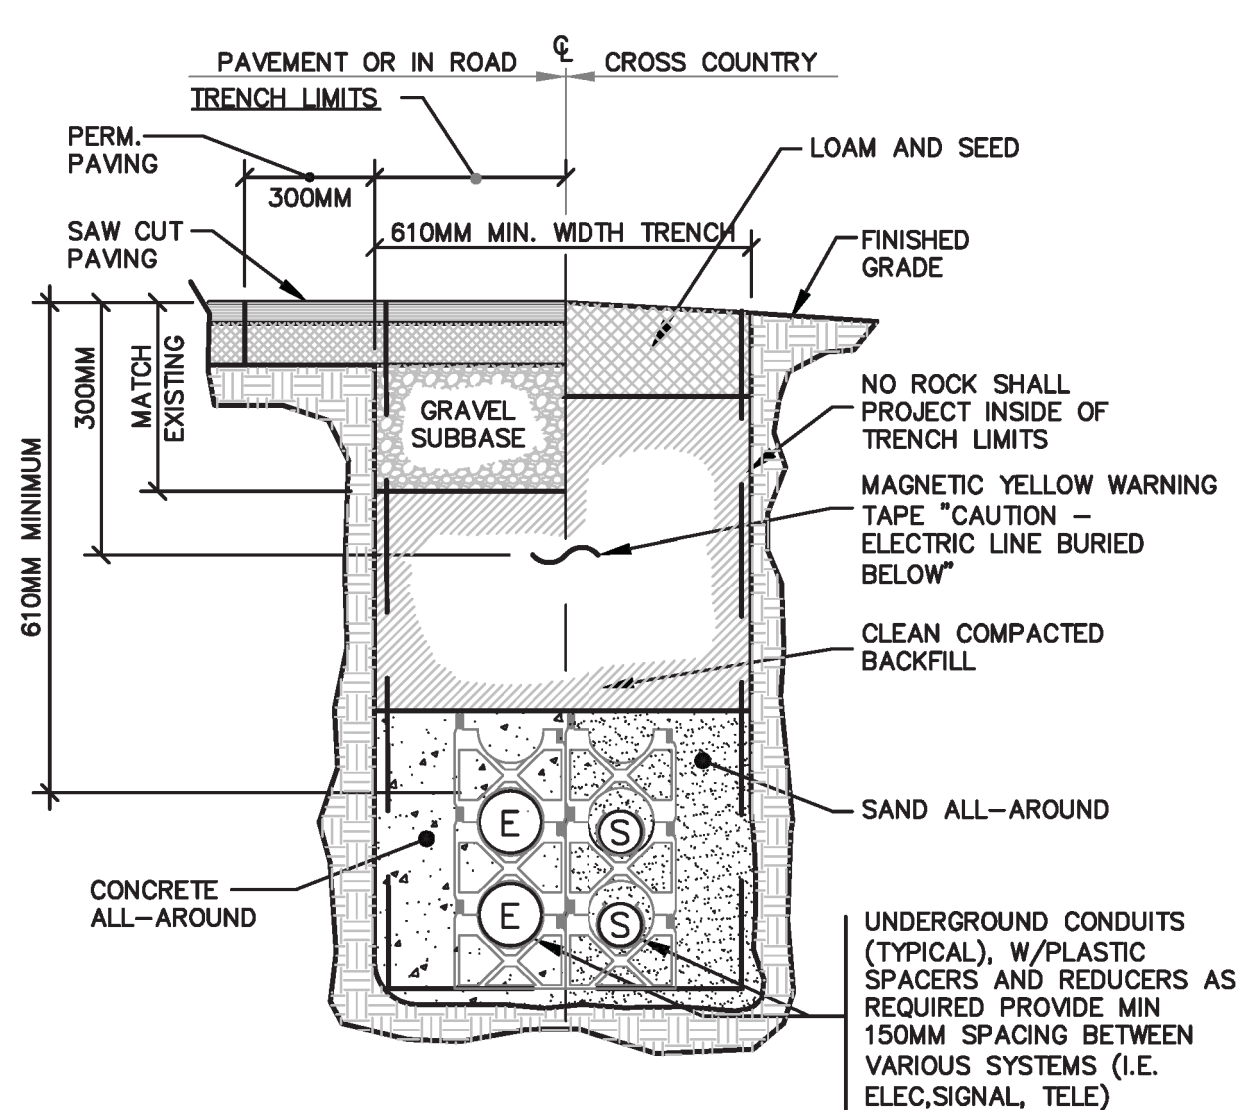 ℄
PAVEMENT OR IN ROAD
CROSS COUNTRY
TRENCH LIMITS
PERM.
PAVING
300MM
LOAM AND SEED
SAW CUT
PAVING
610MM MIN. WIDTH TRENCH
FINISHED
GRADE
610MM MINIMUM
300MM
MATCH
EXISTING
GRAVEL
SUBBASE
NO ROCK SHALL
PROJECT INSIDE OF
TRENCH LIMITS
MAGNETIC YELLOW WARNING
TAPE "CAUTION –
ELECTRIC LINE BURIED
BELOW"
CLEAN COMPACTED
BACKFILL
SAND ALL–AROUND
E
S
CONCRETE
ALL–AROUND
E
S
UNDERGROUND CONDUITS
(TYPICAL), W/PLASTIC
SPACERS AND REDUCERS AS
REQUIRED PROVIDE MIN
150MM SPACING BETWEEN
VARIOUS SYSTEMS (I.E.
ELEC,SIGNAL, TELE)